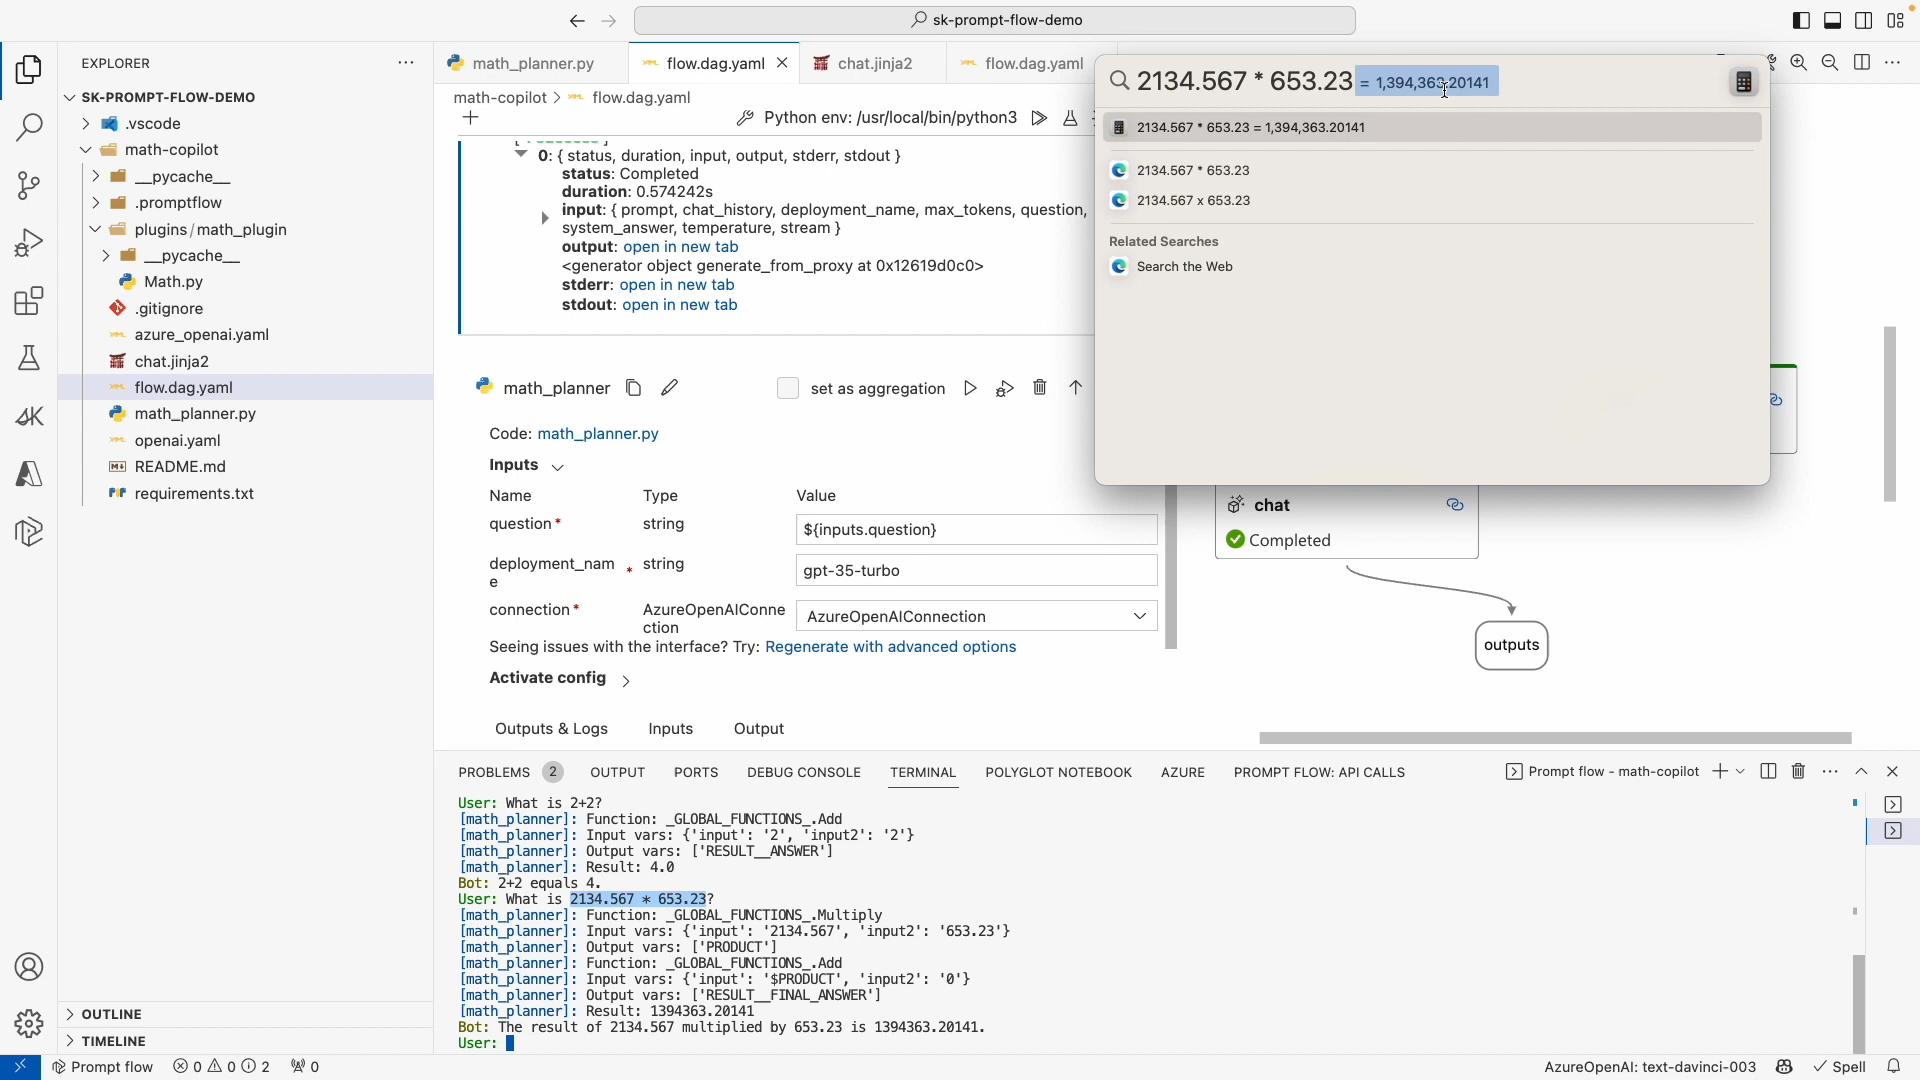 sk-prompt-flow-demo
EXPLORER
SK-PROMPT-FLOW-DEMO
.vscode
math-copilot
__pycache__
.promptflow
plugins / math_plugin
__pycache__
Math.py
.gitignore
azure_openai.yaml
chat.jinja2
flow.dag.yaml
math_planner.py
openai.yaml
README.md
requirements.txt
OUTLINE
TIMELINE
math_planner.py
flow.dag.yaml
chat.jinja2
flow.dag.yaml
math-copilot > flow.dag.yaml
Python env: /usr/local/bin/python3
0: { status, duration, input, output, stderr, stdout }
status: Completed
duration: 0.574242s
input: { prompt, chat_history, deployment_name, max_tokens, question,
system_answer, temperature, stream }
output: open in new tab
<generator object generate_from_proxy at 0x12619d0c0>
stderr: open in new tab
stdout: open in new tab
math_planner
set as aggregation
Code: math_planner.py
Inputs
Name Type Value
question * string ${inputs.question}
deployment_nam
e * string gpt-35-turbo
connection * AzureOpenAIConne
ction AzureOpenAIConnection
Seeing issues with the interface? Try: Regenerate with advanced options
Activate config
Outputs & Logs Inputs Output
2134.567 * 653.23 = 1,394,363.20141
2134.567 * 653.23 = 1,394,363.20141
2134.567 * 653.23
2134.567 x 653.23
Related Searches
Search the Web
chat
Completed
outputs
PROBLEMS 2 OUTPUT PORTS DEBUG CONSOLE TERMINAL POLYGLOT NOTEBOOK AZURE PROMPT FLOW: API CALLS
Prompt flow - math-copilot
User: What is 2+2?
[math_planner]: Function: _GLOBAL_FUNCTIONS_.Add
[math_planner]: Input vars: {'input': '2', 'input2': '2'}
[math_planner]: Output vars: ['RESULT__ANSWER']
[math_planner]: Result: 4.0
Bot: 2+2 equals 4.
User: What is 2134.567 * 653.23?
[math_planner]: Function: _GLOBAL_FUNCTIONS_.Multiply
[math_planner]: Input vars: {'input': '2134.567', 'input2': '653.23'}
[math_planner]: Output vars: ['PRODUCT']
[math_planner]: Function: _GLOBAL_FUNCTIONS_.Add
[math_planner]: Input vars: {'input': '$PRODUCT', 'input2': '0'}
[math_planner]: Output vars: ['RESULT__FINAL_ANSWER']
[math_planner]: Result: 1394363.20141
Bot: The result of 2134.567 multiplied by 653.23 is 1394363.20141.
User:
Prompt flow 0 0 2 0
AzureOpenAI: text-davinci-003 Spell